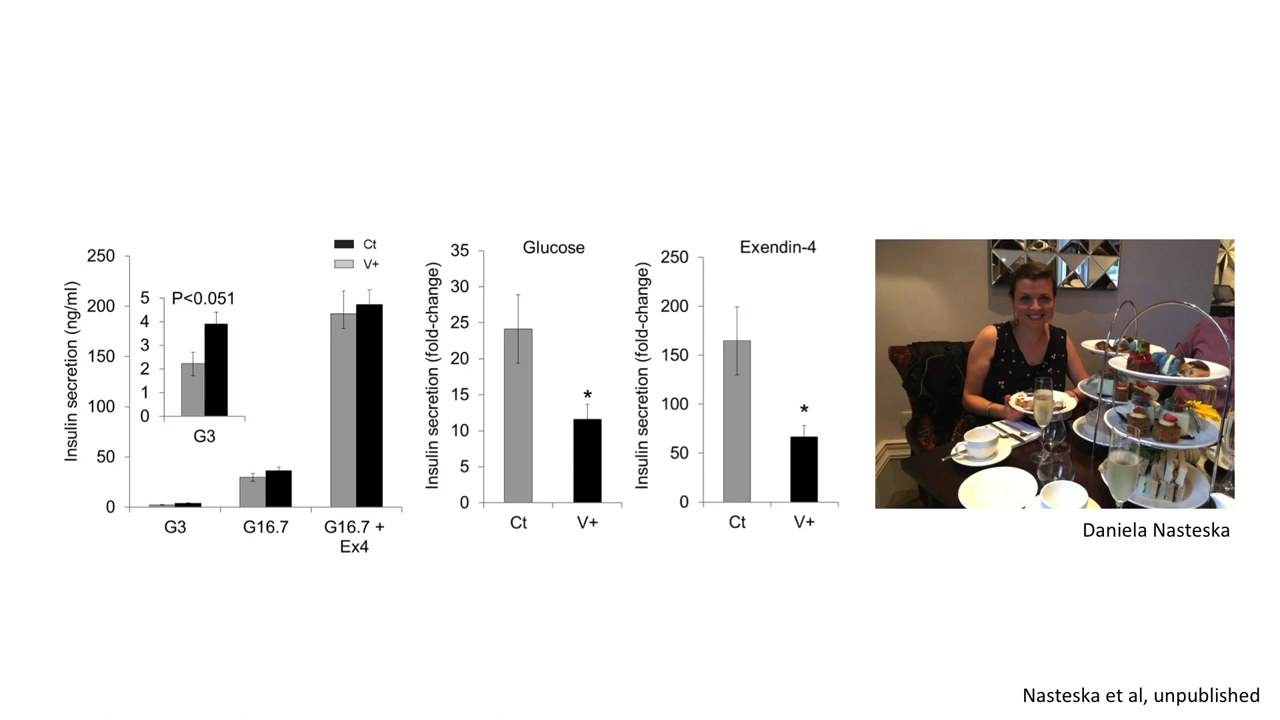 Ct
V+
Insulin secretion (ng/ml)
250
200
150
100
50
0
P<0.051
5
4
3
2
1
0
G3
G3
G16.7
G16.7 +
Ex4
Glucose
Insulin secretion (fold-change)
35
30
25
20
15
10
5
0
*
Ct
V+
Exendin-4
Insulin secretion (fold-change)
250
200
150
100
50
0
*
Ct
V+
Daniela Nasteska
Nasteska et al, unpublished